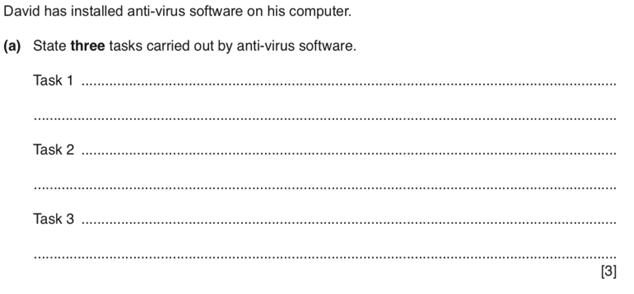 David has installed anti-virus software on his computer.
(a) State three tasks carried out by anti-virus software.
Task 1 ..........
..........
Task 2 ..........
..........
Task 3 ..........
..........
[3]